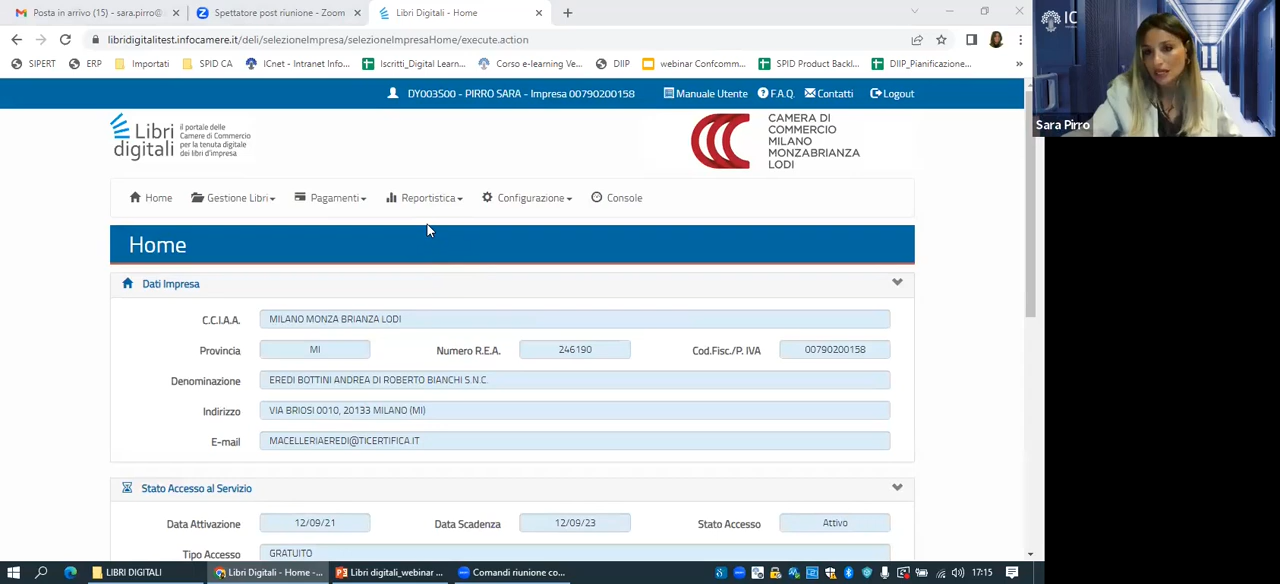 Posta in arrivo (15) - sara.pirro@
Spettatore post riunione - Zoom
Libri Digitali - Home
libridigitalitest.infocamere.it/deli/selezioneImpresa/selezioneImpresaHome/execute.action
SIPERT
ERP
Importati
SPID CA
ICnet - Intranet Info...
Iscritti_Digital Learn...
Corso e-learning Ve...
DIIP
webinar Confcomm...
SPID Product Backl...
DIIP_Pianificazione...
»
IC
Sara Pirro
DY003S00 - PIRRO SARA - Impresa 00790200158
Manuale Utente
F.A.Q.
Contatti
Logout
Libri digitali
il portale delle
Camere di Commercio
per la tenuta digitale
dei libri d'impresa
CAMERA DI
COMMERCIO
MILANO
MONZABRIANZA
LODI
Home
Gestione Libri
Pagamenti
Reportistica
Configurazione
Console
Home
Dati Impresa
C.C.I.A.A.
MILANO MONZA BRIANZA LODI
Provincia
MI
Numero R.E.A.
246190
Cod.Fisc./P. IVA
00790200158
Denominazione
EREDI BOTTINI ANDREA DI ROBERTO BIANCHI S.N.C.
Indirizzo
VIA BRIOSI 0010, 20133 MILANO (MI)
E-mail
MACELLERIAEREDI@TICERTIFICA.IT
Stato Accesso al Servizio
Data Attivazione
12/09/21
Data Scadenza
12/09/23
Stato Accesso
Attivo
Tipo Accesso
GRATUITO
LIBRI DIGITALI
Libri Digitali - Home -...
Libri digitali_webinar ...
Comandi riunione co...
17:15